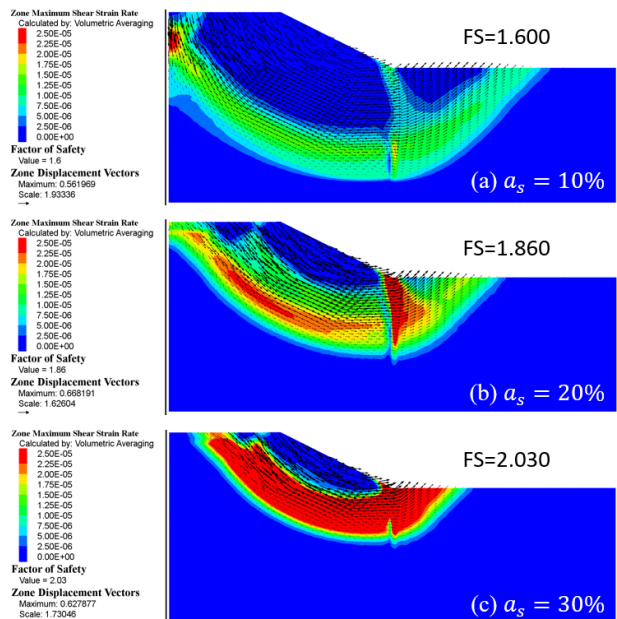 Zone Maximum Shear Strain Rate
Calculated by: Volumetric Averaging
2.50E-05
2.25E-05
2.00E-05
1.75E-05
1.50E-05
1.25E-05
1.00E-05
7.50E-06
5.00E-06
2.50E-06
0.00E+00
Factor of Safety
Value = 1.6
Zone Displacement Vectors
Maximum: 0.561969
Scale: 1.93336
FS=1.600
(a) aₛ = 10%
Zone Maximum Shear Strain Rate
Calculated by: Volumetric Averaging
2.50E-05
2.25E-05
2.00E-05
1.75E-05
1.50E-05
1.25E-05
1.00E-05
7.50E-06
5.00E-06
2.50E-06
0.00E+00
Factor of Safety
Value = 1.86
Zone Displacement Vectors
Maximum: 0.668191
Scale: 1.62604
FS=1.860
(b) aₛ = 20%
Zone Maximum Shear Strain Rate
Calculated by: Volumetric Averaging
2.50E-05
2.25E-05
2.00E-05
1.75E-05
1.50E-05
1.25E-05
1.00E-05
7.50E-06
5.00E-06
2.50E-06
0.00E+00
Factor of Safety
Value = 2.03
Zone Displacement Vectors
Maximum: 0.627877
Scale: 1.73046
FS=2.030
(c) aₛ = 30%